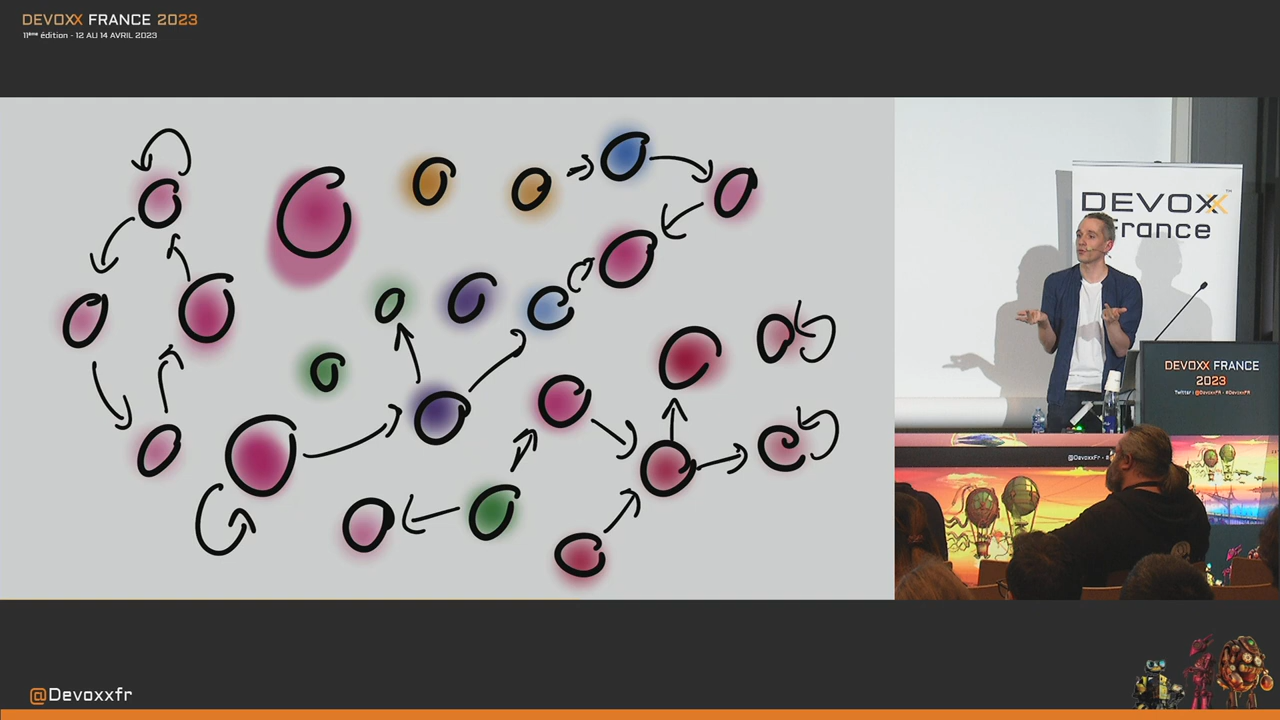 DEVOXX FRANCE 2023
11ème édition - 12 AU 14 AVRIL 2023
DEVOXX™
France
DEVOXX FRANCE
2023
Twitter : @DevoxxFR - #DevoxxFR
@DevoxxFr -
@Devoxxfr